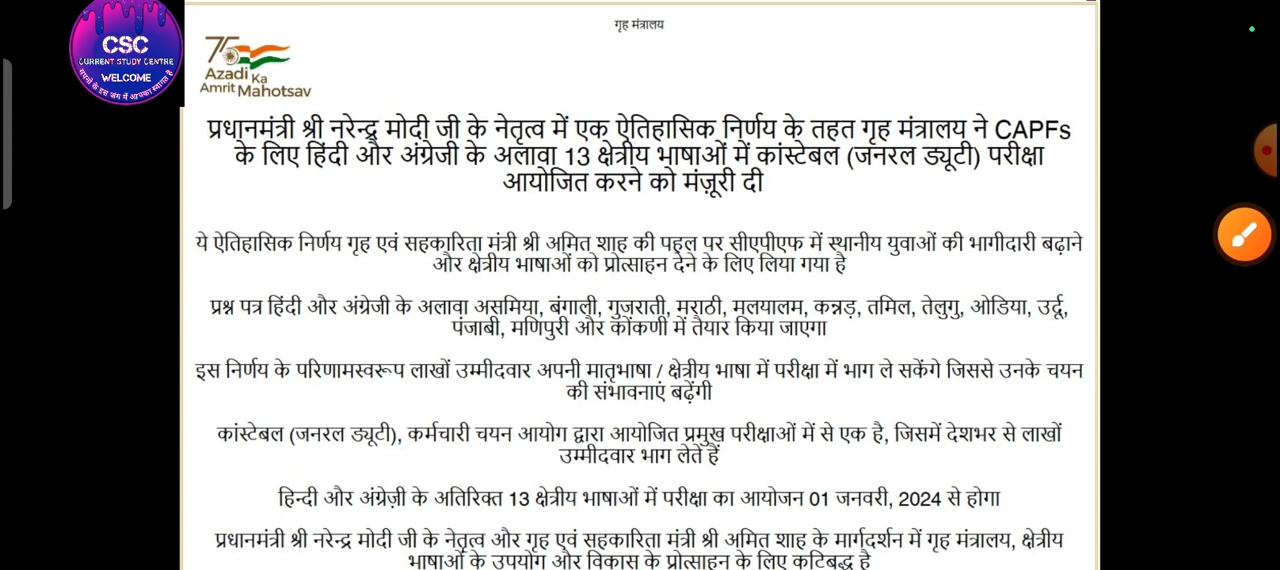 CSC
CURRENT STUDY CENTRE
WELCOME
सपनो के इस जंग में आपका स्वागत है
गृह मंत्रालय
75
Azadi Ka
Amrit Mahotsav
प्रधानमंत्री श्री नरेन्द्र मोदी जी के नेतृत्व में एक ऐतिहासिक निर्णय के तहत गृह मंत्रालय ने CAPFs
के लिए हिंदी और अंग्रेजी के अलावा 13 क्षेत्रीय भाषाओं में कांस्टेबल (जनरल ड्यूटी) परीक्षा
आयोजित करने को मंज़ूरी दी
ये ऐतिहासिक निर्णय गृह एवं सहकारिता मंत्री श्री अमित शाह की पहल पर सीएपीएफ में स्थानीय युवाओं की भागीदारी बढ़ाने
और क्षेत्रीय भाषाओं को प्रोत्साहन देने के लिए लिया गया है
प्रश्न पत्र हिंदी और अंग्रेजी के अलावा असमिया, बंगाली, गुजराती, मराठी, मलयालम, कन्नड़, तमिल, तेलुगु, ओडिया, उर्दू,
पंजाबी, मणिपुरी और कोंकणी में तैयार किया जाएगा
इस निर्णय के परिणामस्वरूप लाखों उम्मीदवार अपनी मातृभाषा / क्षेत्रीय भाषा में परीक्षा में भाग ले सकेंगे जिससे उनके चयन
की संभावनाएं बढ़ेंगी
कांस्टेबल (जनरल ड्यूटी), कर्मचारी चयन आयोग द्वारा आयोजित प्रमुख परीक्षाओं में से एक है, जिसमें देशभर से लाखों
उम्मीदवार भाग लेते हैं
हिन्दी और अंग्रेज़ी के अतिरिक्त 13 क्षेत्रीय भाषाओं में परीक्षा का आयोजन 01 जनवरी, 2024 से होगा
प्रधानमंत्री श्री नरेन्द्र मोदी जी के नेतृत्व और गृह एवं सहकारिता मंत्री श्री अमित शाह के मार्गदर्शन में गृह मंत्रालय, क्षेत्रीय
भाषाओं के उपयोग और विकास के प्रोत्साहन के लिए कटिबद्ध है